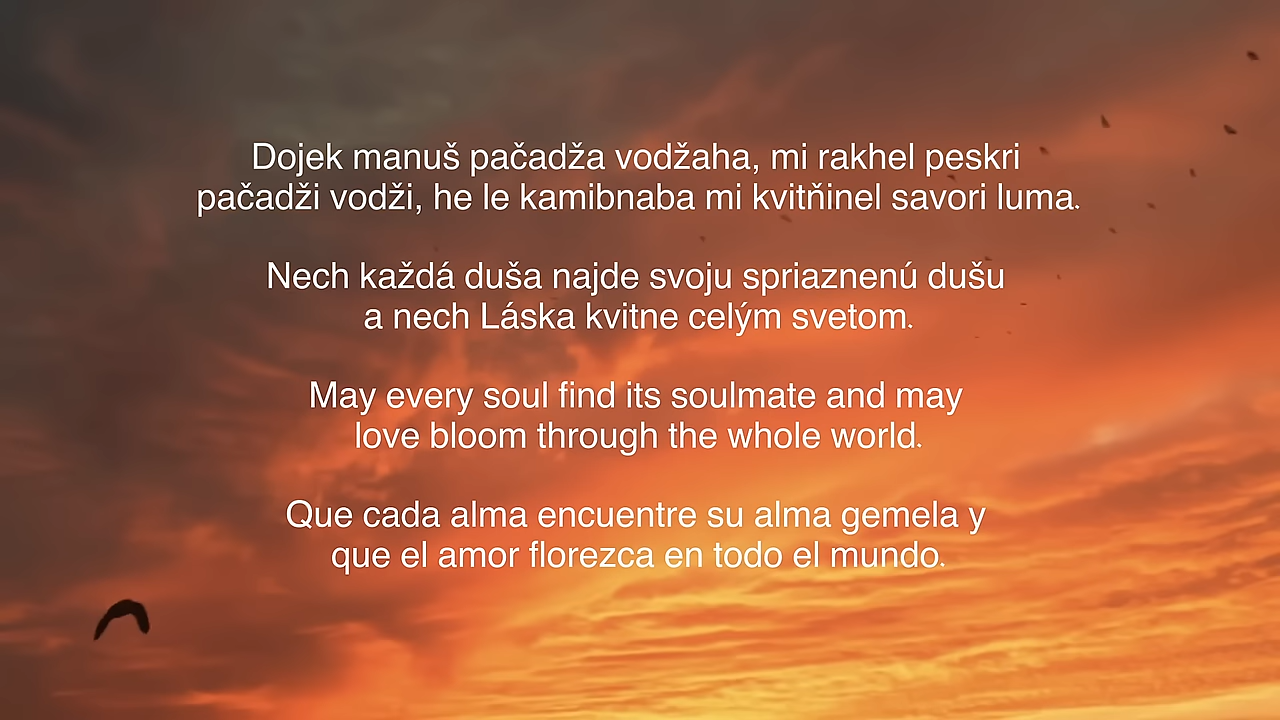 Dojek manuš pačadža vodžaha, mi rakhel peskri
pačadži vodži, he le kamibnaba mi kvitňinel savori luma.
Nech každá duša najde svoju spriaznenú dušu
a nech Láska kvitne celým svetom.
May every soul find its soulmate and may
love bloom through the whole world.
Que cada alma encuentre su alma gemela y
que el amor florezca en todo el mundo.